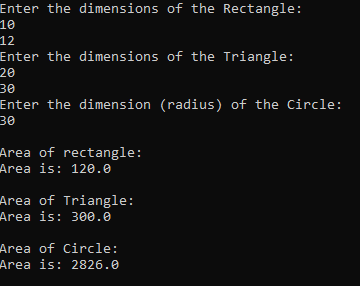 Enter the dimensions of the Rectangle:
10
12
Enter the dimensions of the Triangle:
20
30
Enter the dimension (radius) of the Circle:
30
Area of rectangle:
Area is: 120.0
Area of Triangle:
Area is: 300.0
Area of Circle:
Area is: 2826.0